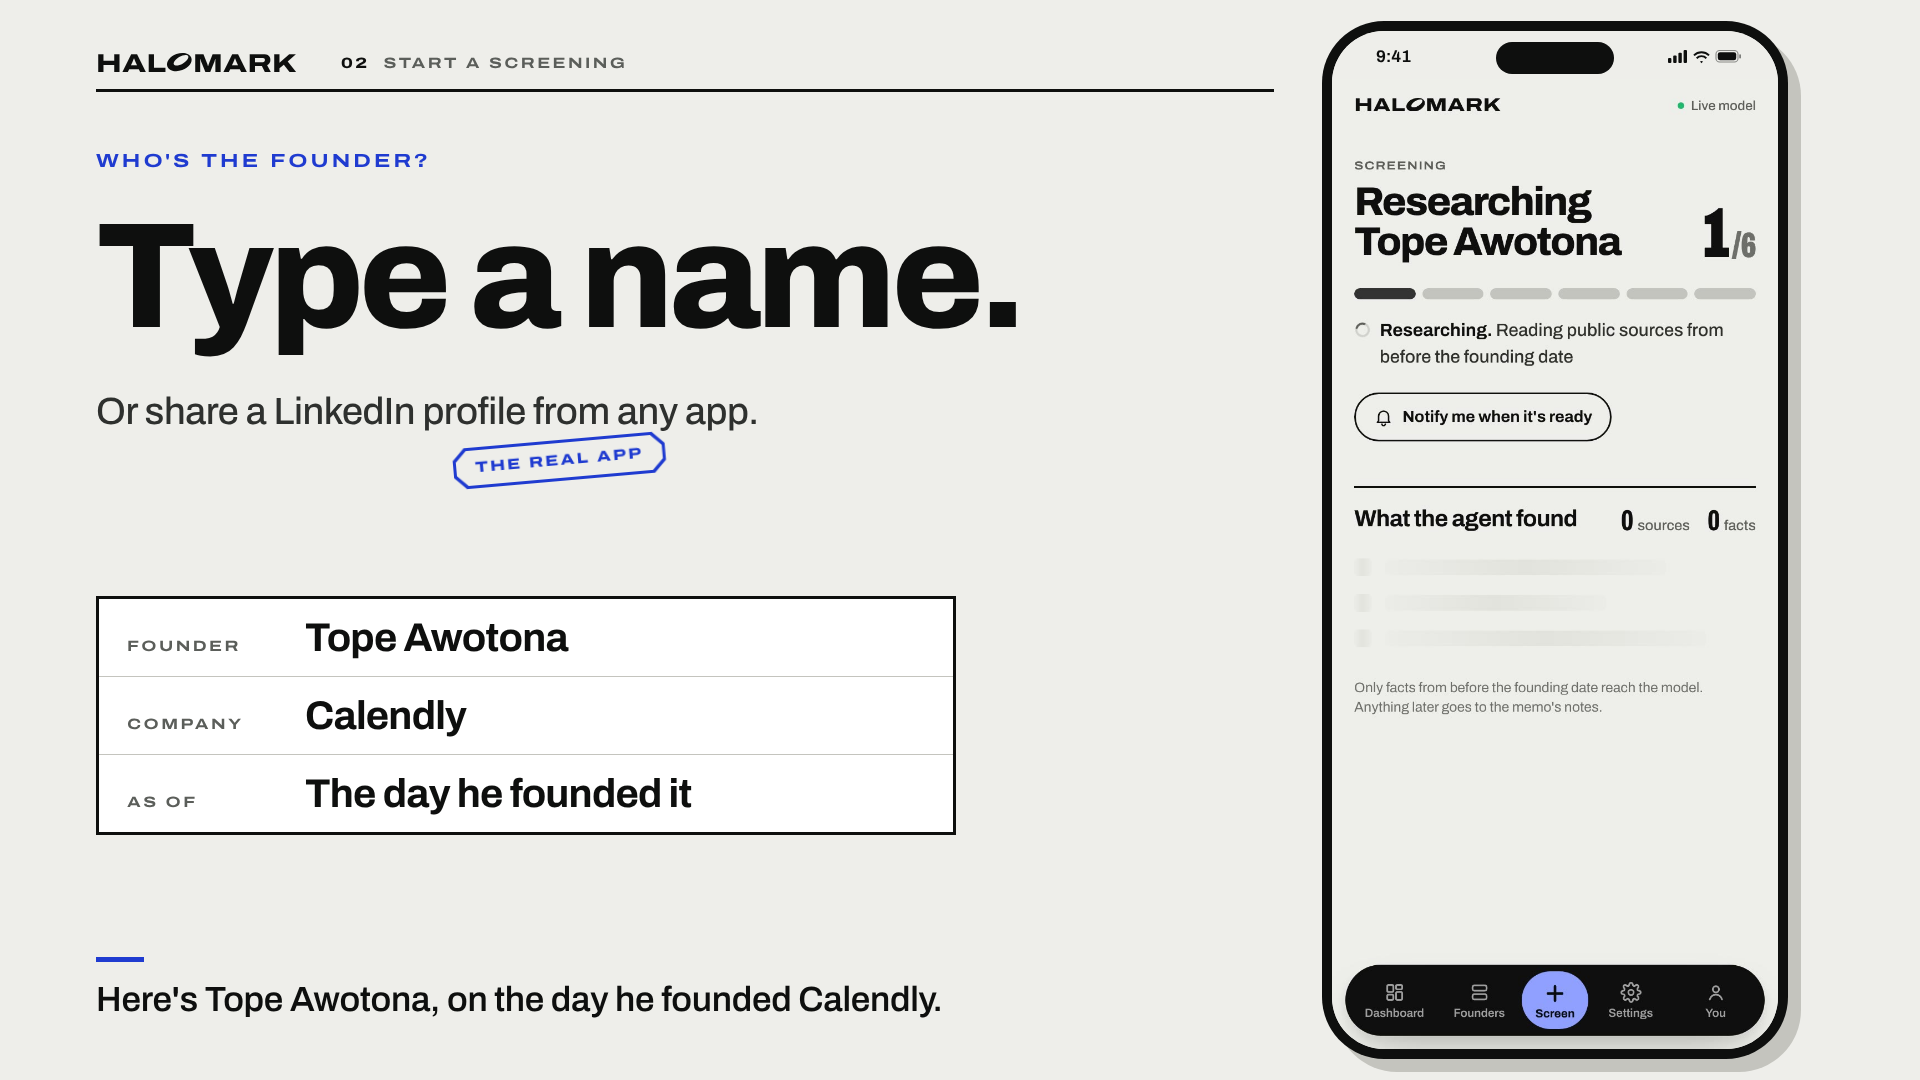 HALOMARK 02 START A SCREENING
WHO'S THE FOUNDER?
Type a name.
Or share a LinkedIn profile from any app.
THE REAL APP
FOUNDER Tope Awotona
COMPANY Calendly
AS OF The day he founded it
Here's Tope Awotona, on the day he founded Calendly.
9:41
HALOMARK Live model
SCREENING
Researching
Tope Awotona 1/6
Researching. Reading public sources from
before the founding date
Notify me when it's ready
What the agent found 0 sources 0 facts
Only facts from before the founding date reach the model.
Anything later goes to the memo's notes.
Dashboard Founders Screen Settings You